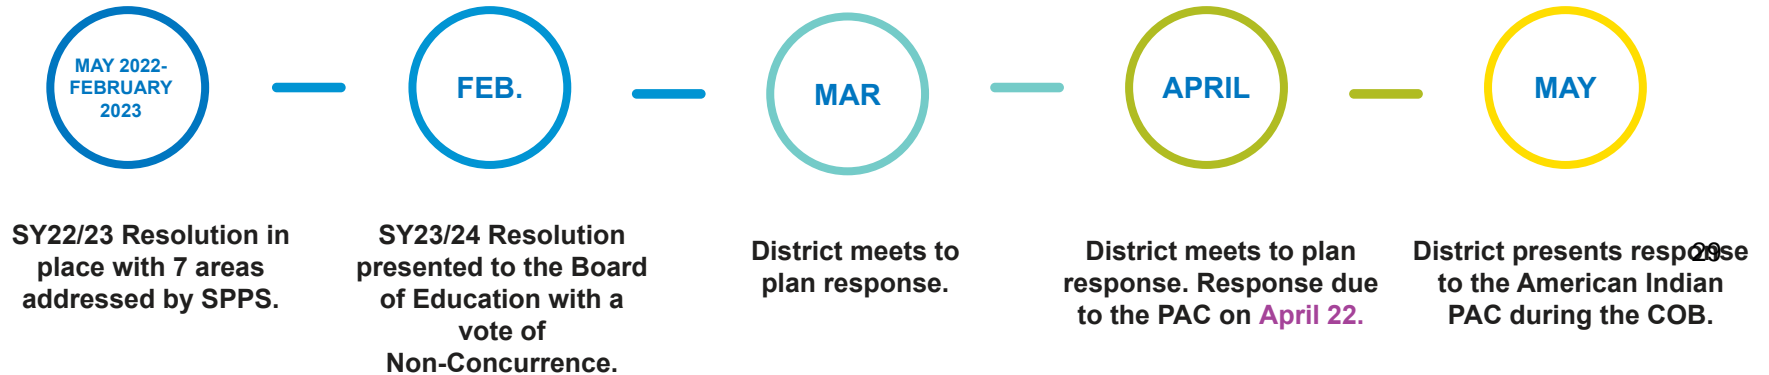 MAY 2022-
FEBRUARY
2023
FEB.
MAR
APRIL
MAY
SY22/23 Resolution in
place with 7 areas
addressed by SPPS.
SY23/24 Resolution
presented to the Board
of Education with a
vote of
Non-Concurrence.
District meets to
plan response.
District meets to plan
response. Response due
to the PAC on April 22.
District presents response
to the American Indian
PAC during the COB.
29